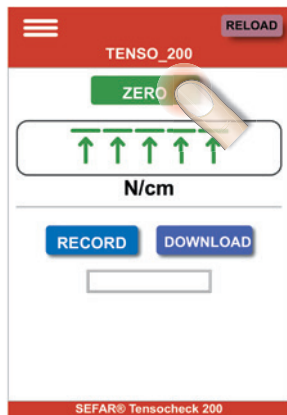 RELOAD
TENSO_200
ZERO
N/cm
RECORD
DOWNLOAD
SEFAR® Tensocheck 200